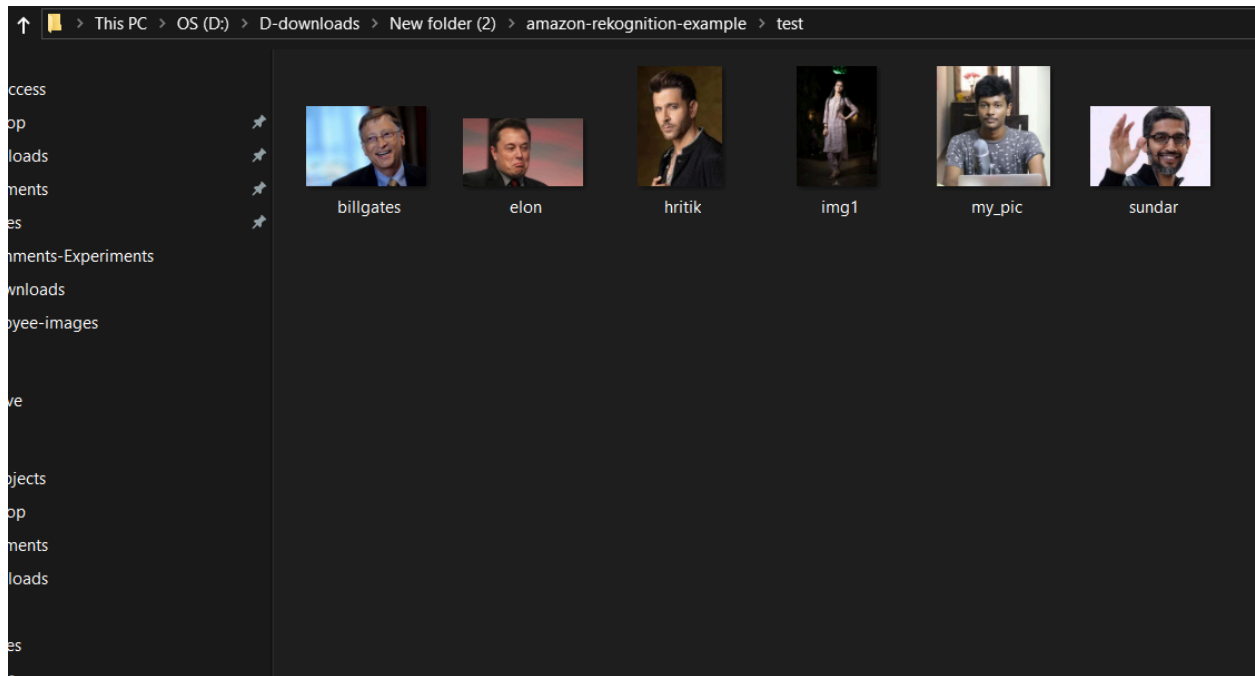 This PC > OS (D:) > D-downloads > New folder (2) > amazon-rekognition-example > test
ccess
op
loads
ments
es
nments-Experiments
wnloads
oyee-images
ve
ojects
op
ments
loads
es
billgates elon hritik img1 my_pic sundar